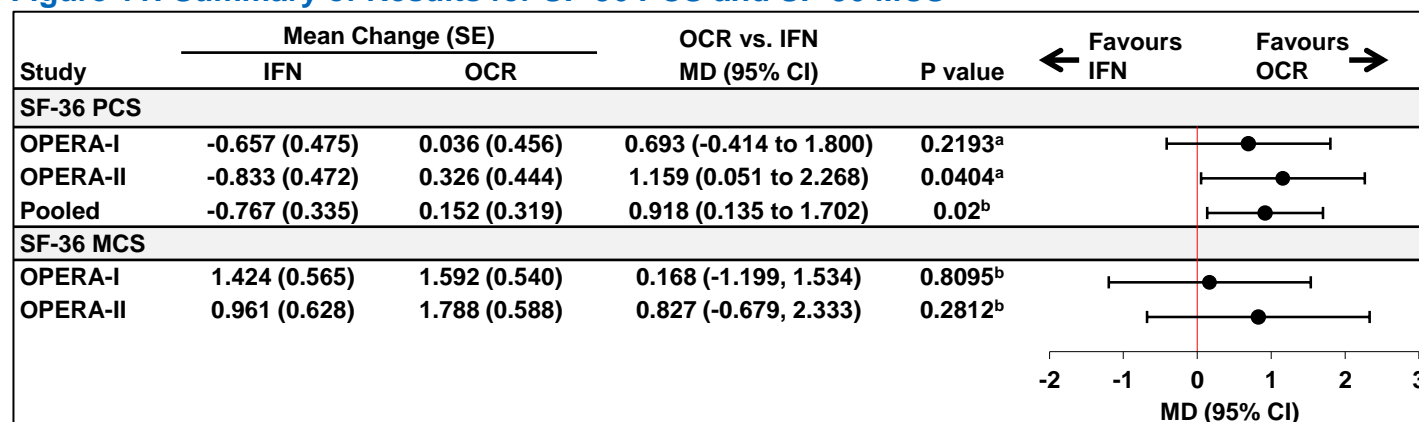 Mean Change (SE) OCR vs. IFN Favours Favours
Study IFN OCR MD (95% CI) P value IFN OCR
SF-36 PCS
OPERA-I -0.657 (0.475) 0.036 (0.456) 0.693 (-0.414 to 1.800) 0.2193a
OPERA-II -0.833 (0.472) 0.326 (0.444) 1.159 (0.051 to 2.268) 0.0404a
Pooled -0.767 (0.335) 0.152 (0.319) 0.918 (0.135 to 1.702) 0.02b
SF-36 MCS
OPERA-I 1.424 (0.565) 1.592 (0.540) 0.168 (-1.199, 1.534) 0.8095b
OPERA-II 0.961 (0.628) 1.788 (0.588) 0.827 (-0.679, 2.333) 0.2812b
-2 -1 0 1 2 3
MD (95% CI)